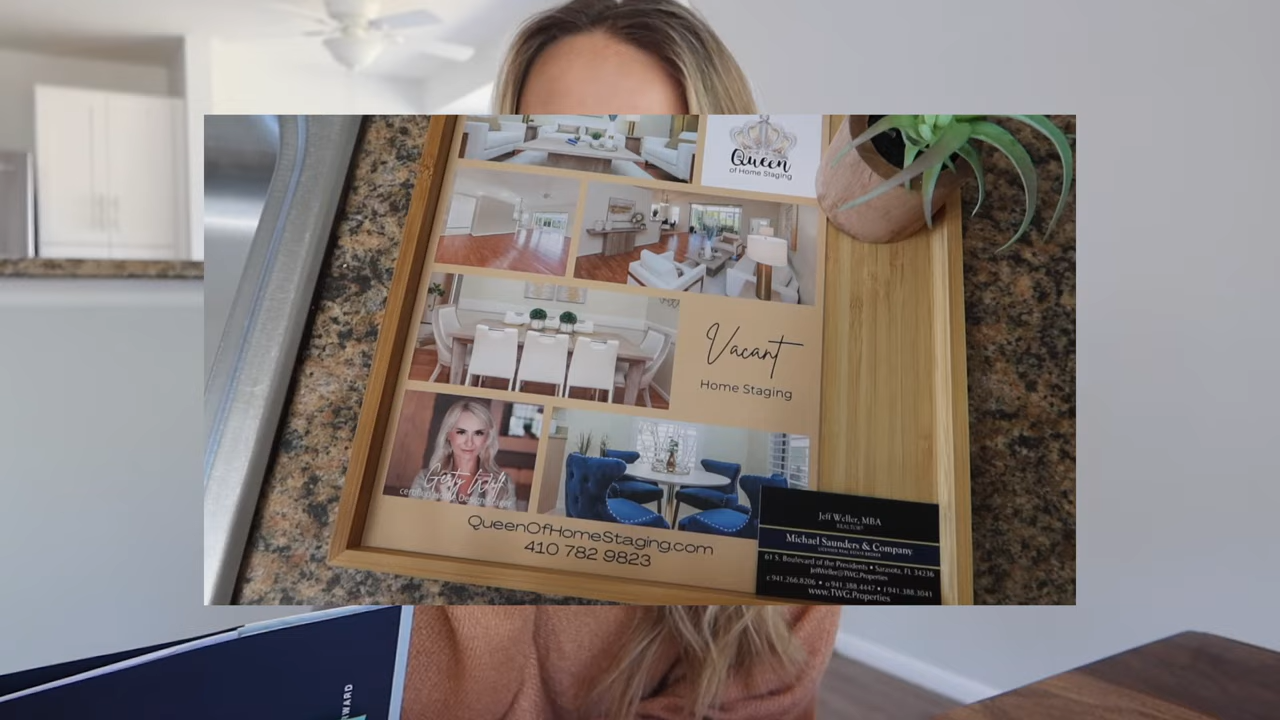 Queen
of Home Staging
Vacant
Home Staging
Gerty Wolf
QueenOfHomeStaging.com
410 782 9823
Jeff Weller, MBA
REALTOR®
Michael Saunders & Company
LICENSED REAL ESTATE BROKER
61 S. Boulevard of the Presidents • Sarasota, FL 34236
JeffWeller@TWG.Properties
c 941.266.8206 • o 941.388.4447 • f 941.388.3041
www.TWG.Properties